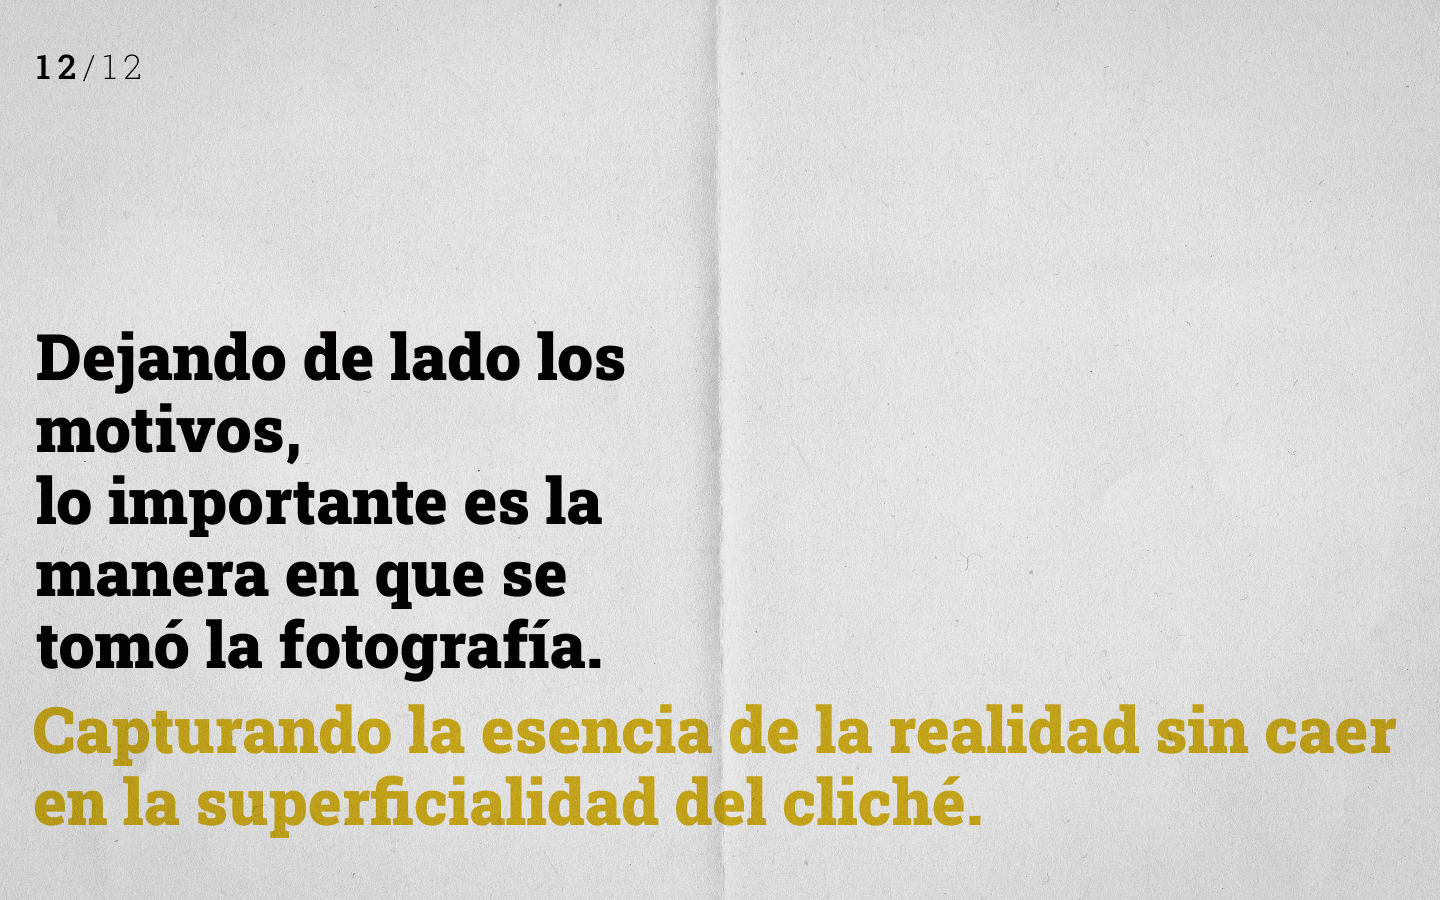 12/12
Dejando de lado los
motivos,
lo importante es la
manera en que se
tomó la fotografía.
Capturando la esencia de la realidad sin caer
en la superficialidad del cliché.